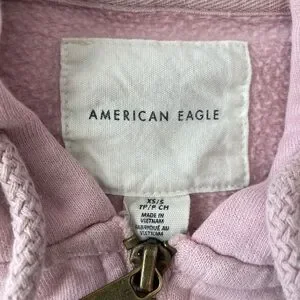 AMERICAN EAGLE
XS/S
TP/P CH
MADE IN
VIETNAM
FABRIQUÉ AU
VIETNAM